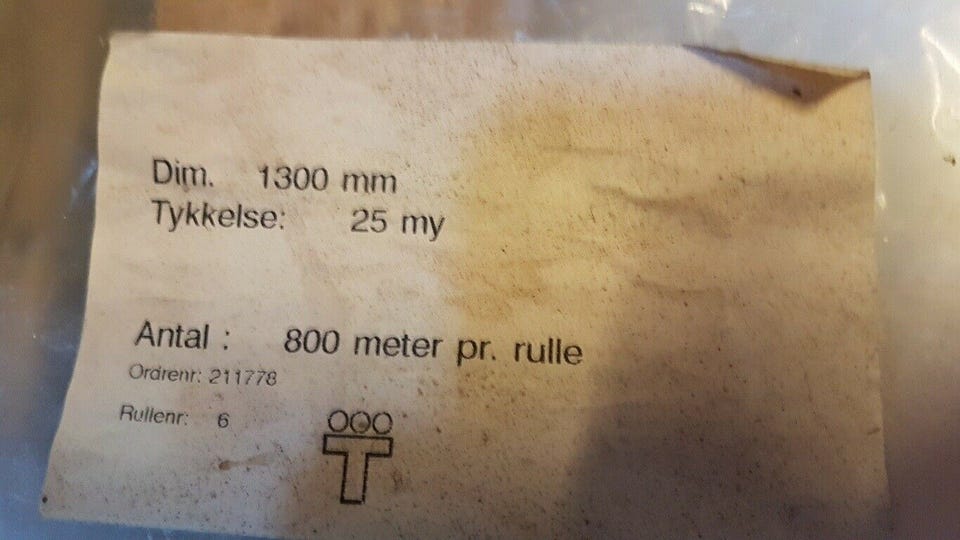 Dim. 1300 mm
Tykkelse: 25 my
Antal : 800 meter pr. rulle
Ordrenr: 211778
Rullenr: 6